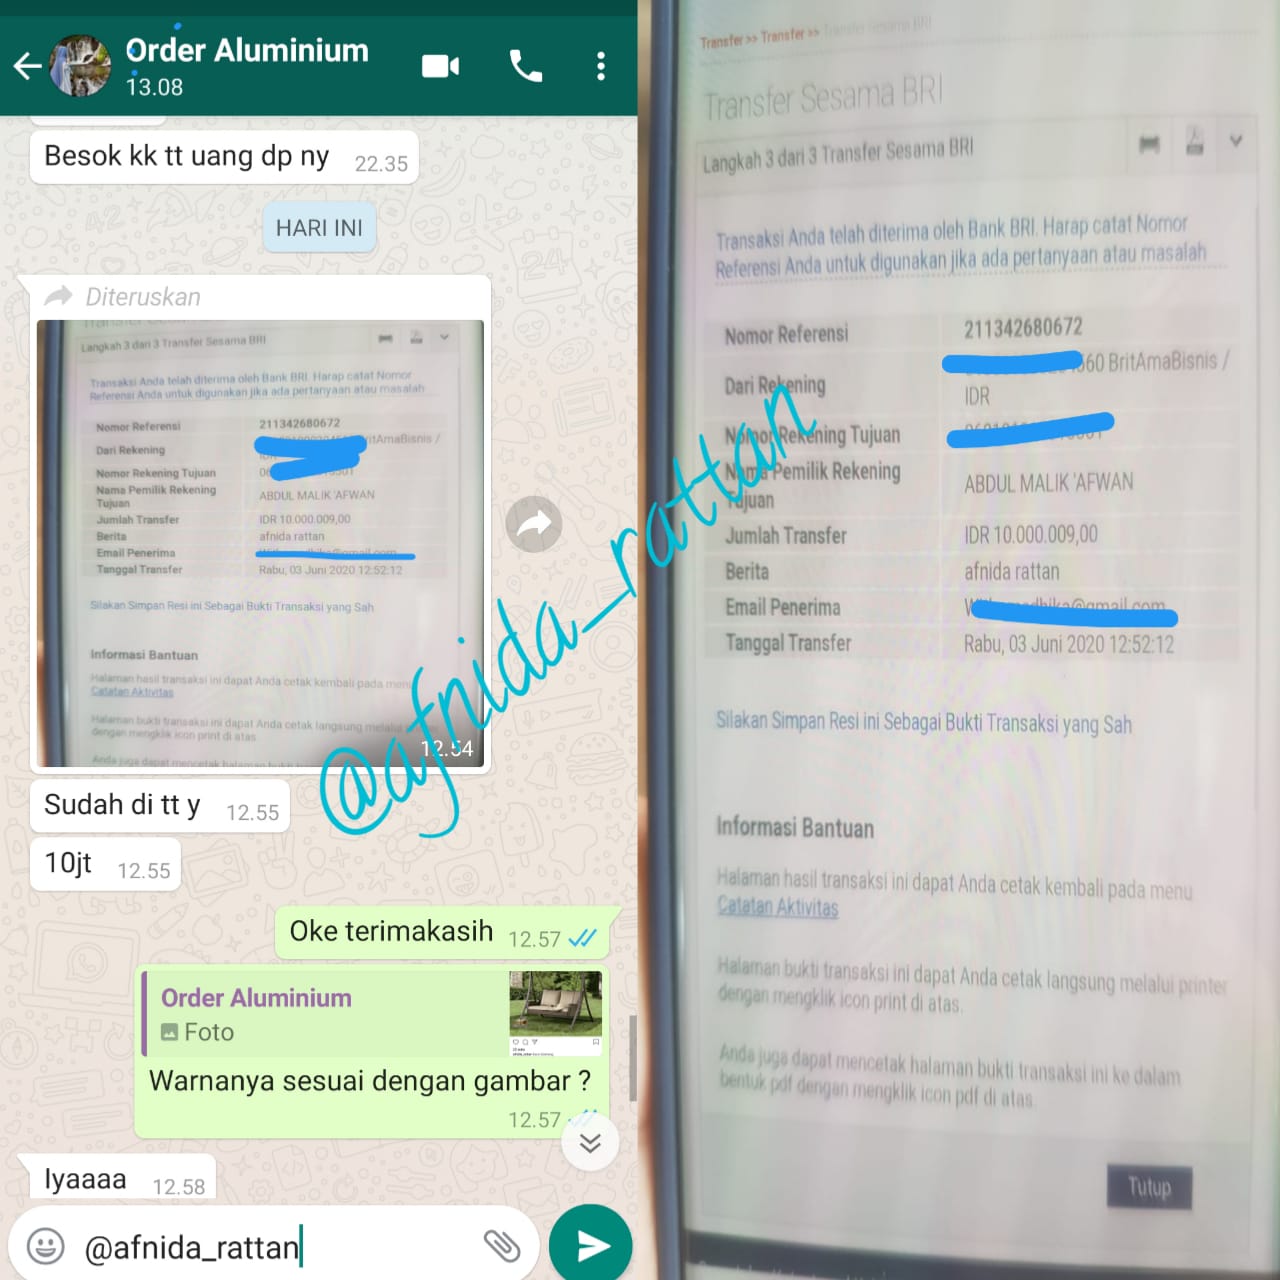 Order Aluminium
13.08
Besok kk tt uang dp ny 22.35
HARI INI
Diteruskan
Langkah 3 dari 3 Transfer Sesama BRI
Transaksi Anda telah diterima oleh Bank BRI. Harap catat Nomor
Referensi Anda untuk digunakan jika ada pertanyaan atau masalah
Nomor Referensi 211342680672
Dari Rekening BritAmaBisnis /
Nomor Rekening Tujuan
Nama Pemilik Rekening
Tujuan ABDUL MALIK 'AFWAN
Jumlah Transfer IDR 10.000.009,00
Berita afnida rattan
Email Penerima
Tanggal Transfer Rabu, 03 Juni 2020 12:52:12
Silakan Simpan Resi ini Sebagai Bukti Transaksi yang Sah
Informasi Bantuan
Halaman hasil transaksi ini dapat Anda cetak kembali pada menu
Catatan Aktivitas
Halaman bukti transaksi ini dapat Anda cetak langsung melalui
dengan mengklik icon print di atas.
Anda juga dapat mencetak halaman bukti
12.54
Sudah di tt y 12.55
10jt 12.55
Oke terimakasih 12.57
Order Aluminium
Foto
Warnanya sesuai dengan gambar ?
12.57
Iyaaaa 12.58
@afnida_rattan
@afnida_rattan
Transfer >> Transfer >> Transfer Sesama BRI
Transfer Sesama BRI
Langkah 3 dari 3 Transfer Sesama BRI
Transaksi Anda telah diterima oleh Bank BRI. Harap catat Nomor
Referensi Anda untuk digunakan jika ada pertanyaan atau masalah
Nomor Referensi 211342680672
Dari Rekening 560 BritAmaBisnis /
IDR
Nomor Rekening Tujuan
Nama Pemilik Rekening
Tujuan ABDUL MALIK 'AFWAN
Jumlah Transfer IDR 10.000.009,00
Berita afnida rattan
Email Penerima
Tanggal Transfer Rabu, 03 Juni 2020 12:52:12
Silakan Simpan Resi ini Sebagai Bukti Transaksi yang Sah
Informasi Bantuan
Halaman hasil transaksi ini dapat Anda cetak kembali pada menu
Catatan Aktivitas
Halaman bukti transaksi ini dapat Anda cetak langsung melalui printer
dengan mengklik icon print di atas.
Anda juga dapat mencetak halaman bukti transaksi ini ke dalam
bentuk pdf dengan mengklik icon pdf di atas
Tutup